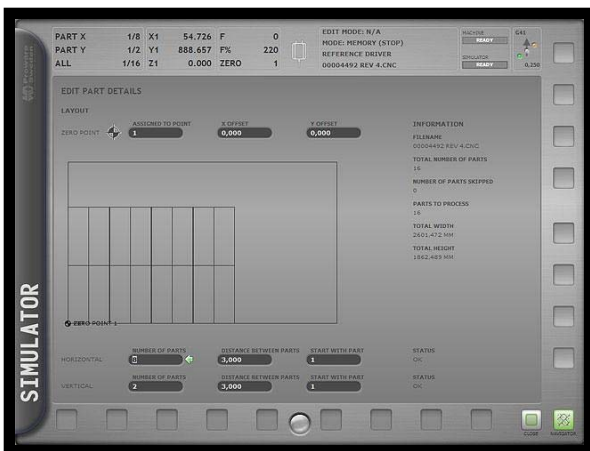 PART X 1/8 X1 54.726 F 0
PART Y 1/2 Y1 888.657 F% 220
ALL 1/16 Z1 0.000 ZERO 1
EDIT MODE: N/A
MODE: MEMORY (STOP)
REFERENCE DRIVER
00004492 REV 4.CNC
MACHINE
READY
SIMULATOR
READY
G41
0,250
EDIT PART DETAILS
LAYOUT
ASSIGNED TO POINT X OFFSET Y OFFSET
ZERO POINT 1 0,000 0,000
INFORMATION
FILENAME
00004492 REV 4.CNC
TOTAL NUMBER OF PARTS
16
NUMBER OF PARTS SKIPPED
0
PARTS TO PROCESS
16
TOTAL WIDTH
2601.472 MM
TOTAL HEIGHT
1862.485 MM
ZERO POINT 1
NUMBER OF PARTS DISTANCE BETWEEN PARTS START WITH PART STATUS
HORIZONTAL 8 3,000 1 OK
NUMBER OF PARTS DISTANCE BETWEEN PARTS START WITH PART STATUS
VERTICAL 2 3,000 1 OK
SIMULATOR
CLOSE NAVIGATOR